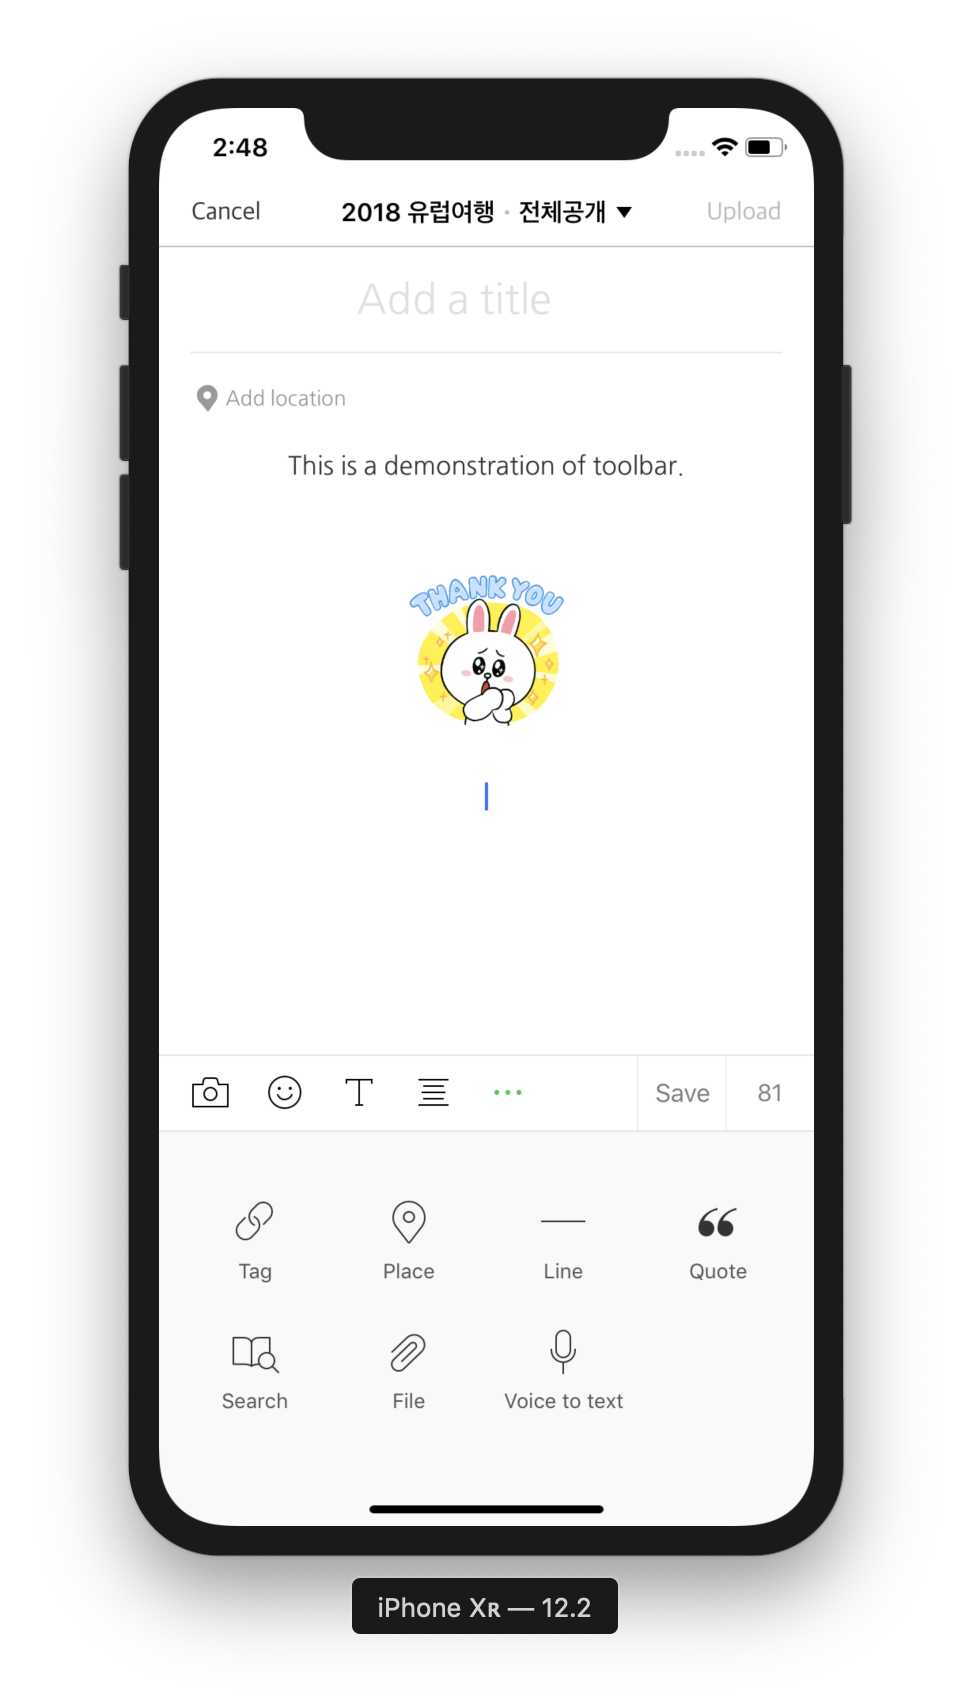 2:48
Cancel 2018 유럽여행 · 전체공개 ▼ Upload
Add a title
Add location
This is a demonstration of toolbar.
THANK YOU
Save 81
Tag Place Line Quote
Search File Voice to text
iPhone Xʀ — 12.2